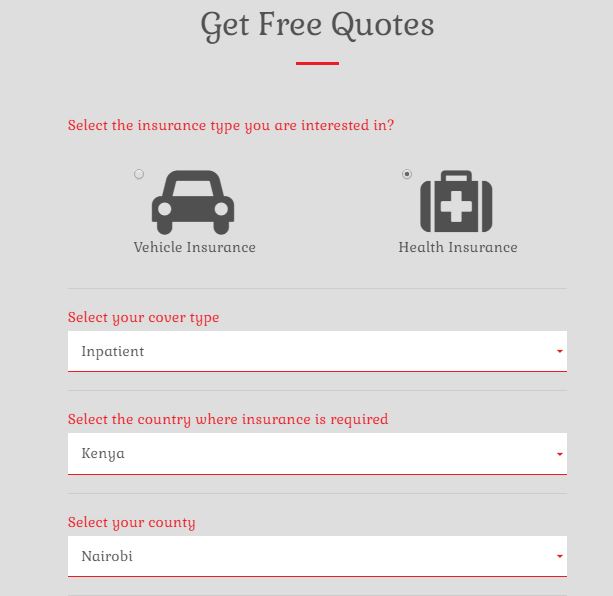 Get Free Quotes
Select the insurance type you are interested in?
Vehicle Insurance
Health Insurance
Select your cover type
Inpatient
Select the country where insurance is required
Kenya
Select your county
Nairobi